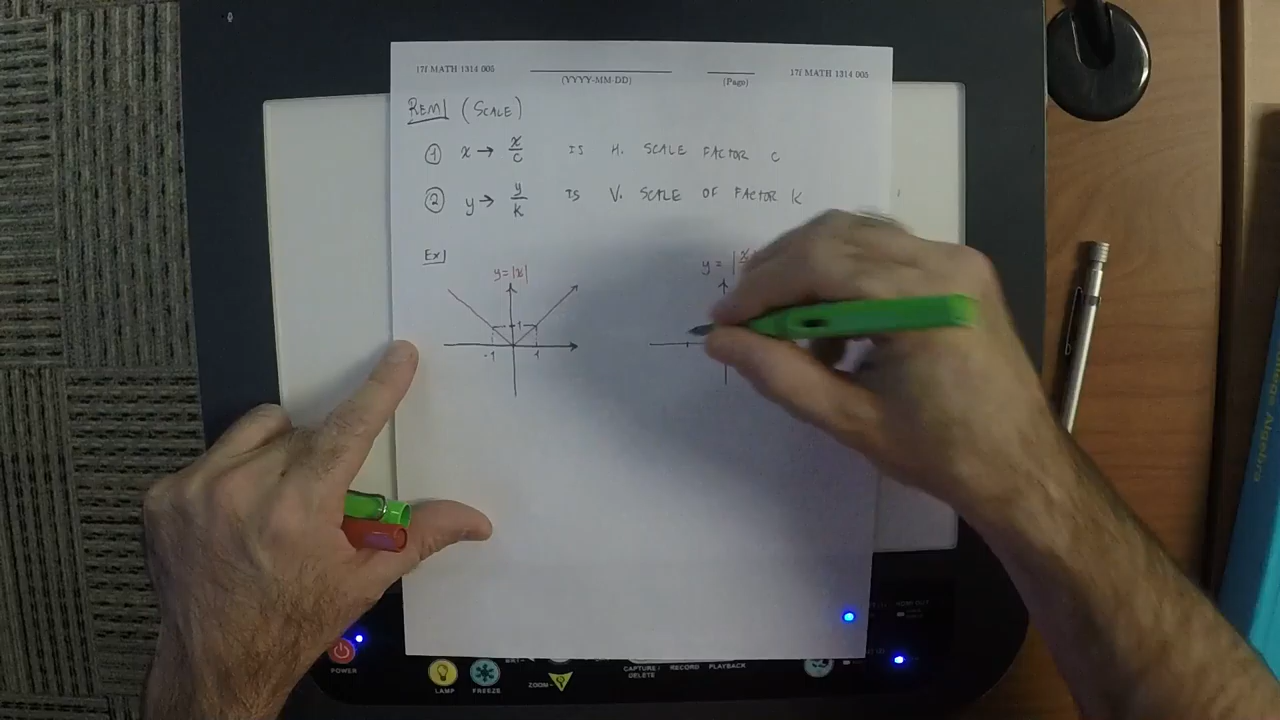 17f MATH 1314 005 (YYYY-MM-DD) (Page) 17f MATH 1314 005
REM (SCALE)
① x → x/c IS H. SCALE FACTOR c
② y → y/k IS V. SCALE OF FACTOR k
Ex
y=|x| y = |x
1
-1 1
POWER
LAMP
FREEZE
ZOOM
CAPTURE/
DELETE
RECORD
PLAYBACK
Algebra